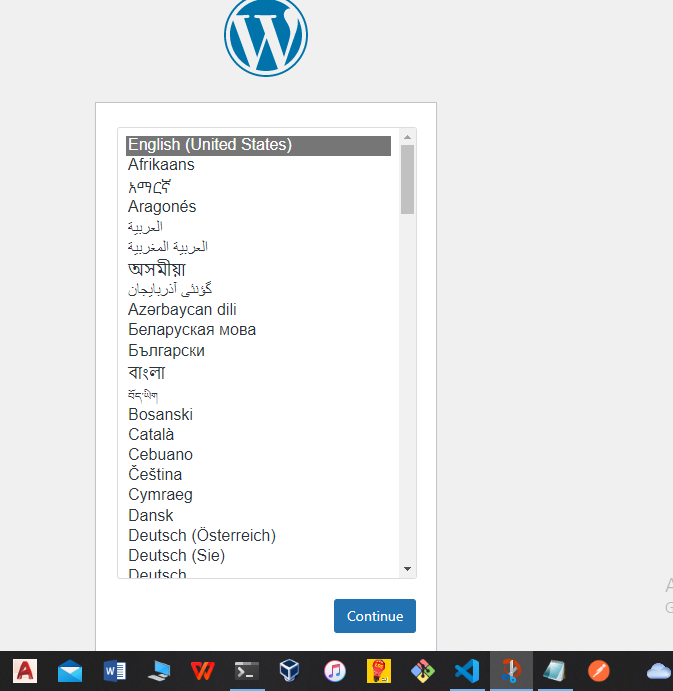 English (United States)
Afrikaans
አማርኛ
Aragonés
العربية
العربية المغربية
অসমীয়া
گؤنئی آذربایجان
Azərbaycan dili
Беларуская мова
Български
বাংলা
བོད་ཡིག
Bosanski
Català
Cebuano
Čeština
Cymraeg
Dansk
Deutsch (Österreich)
Deutsch (Sie)
Deutsch
Continue